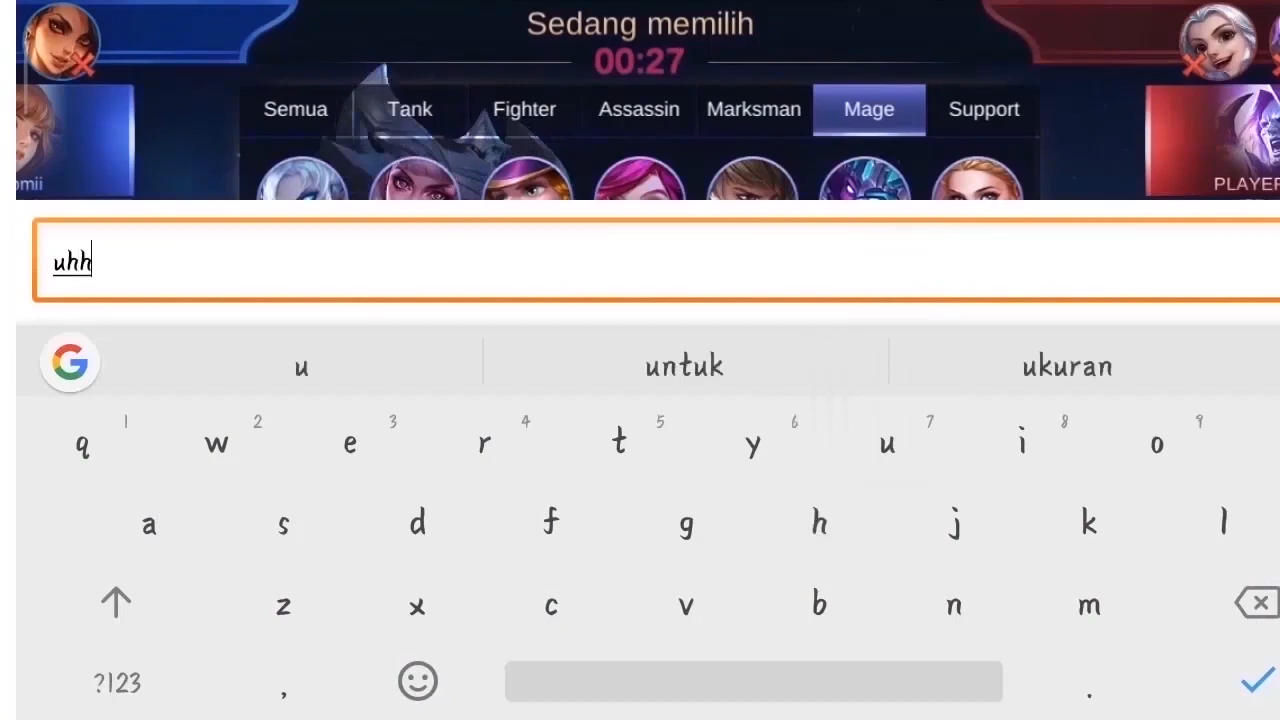 Sedang memilih
00:27
Semua Tank Fighter Assassin Marksman Mage Support
omii
PLAYER
uhh
u untuk ukuran
1 2 3 4 5 6 7 8 9
q w e r t y u i o
a s d f g h j k l
z x c v b n m
?123 , .